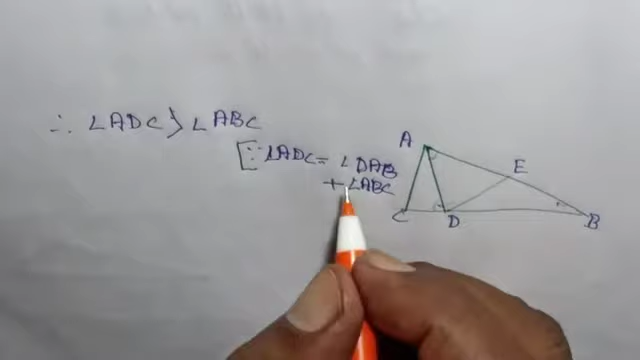 ∴ ∠ADC > ∠ABC
[∵ ∠ADC = ∠DAB
+ ∠ABC
A
E
C
D
B